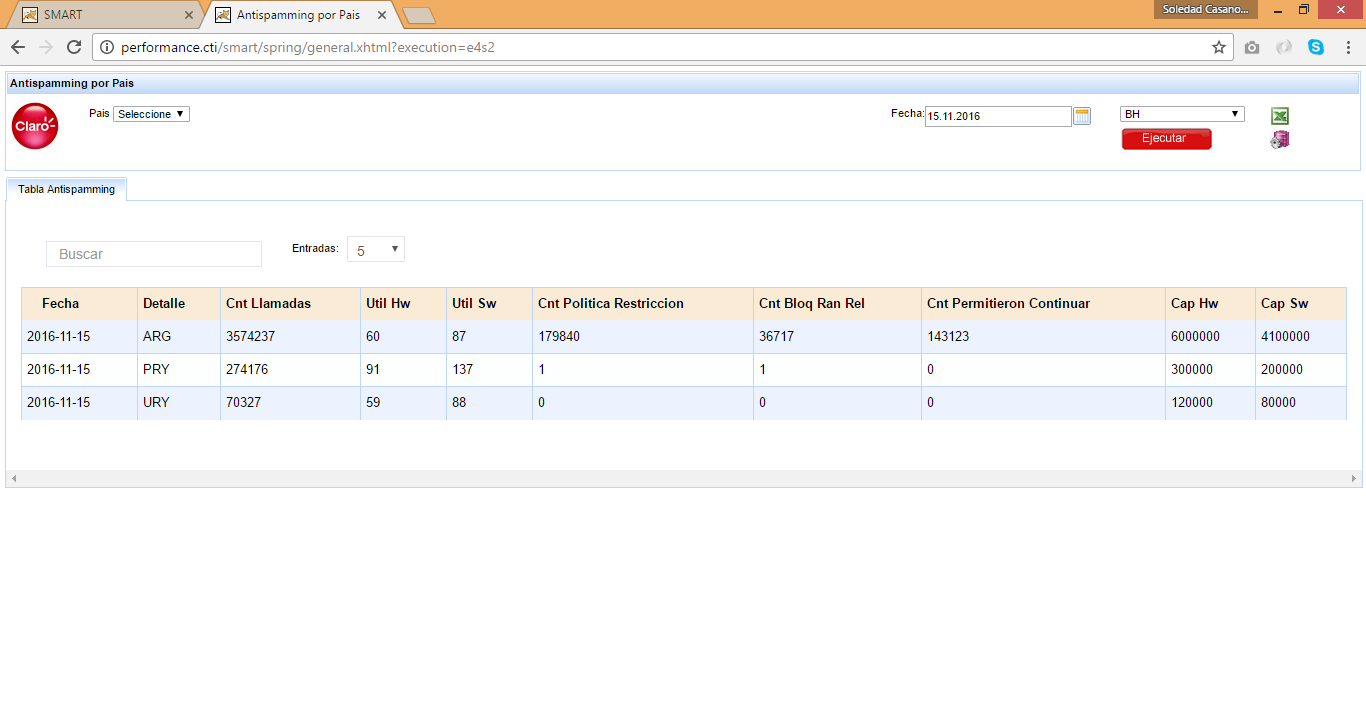 SMART
Antispamming por Pais
Soledad Casano...
performance.cti/smart/spring/general.xhtml?execution=e4s2
Antispamming por Pais
Claro
Pais Seleccione
Fecha: 15.11.2016
BH
Ejecutar
Tabla Antispamming
Buscar
Entradas: 5
Fecha Detalle Cnt Llamadas Util Hw Util Sw Cnt Politica Restriccion Cnt Bloq Ran Rel Cnt Permitieron Continuar Cap Hw Cap Sw
2016-11-15 ARG 3574237 60 87 179840 36717 143123 6000000 4100000
2016-11-15 PRY 274176 91 137 1 1 0 300000 200000
2016-11-15 URY 70327 59 88 0 0 0 120000 80000